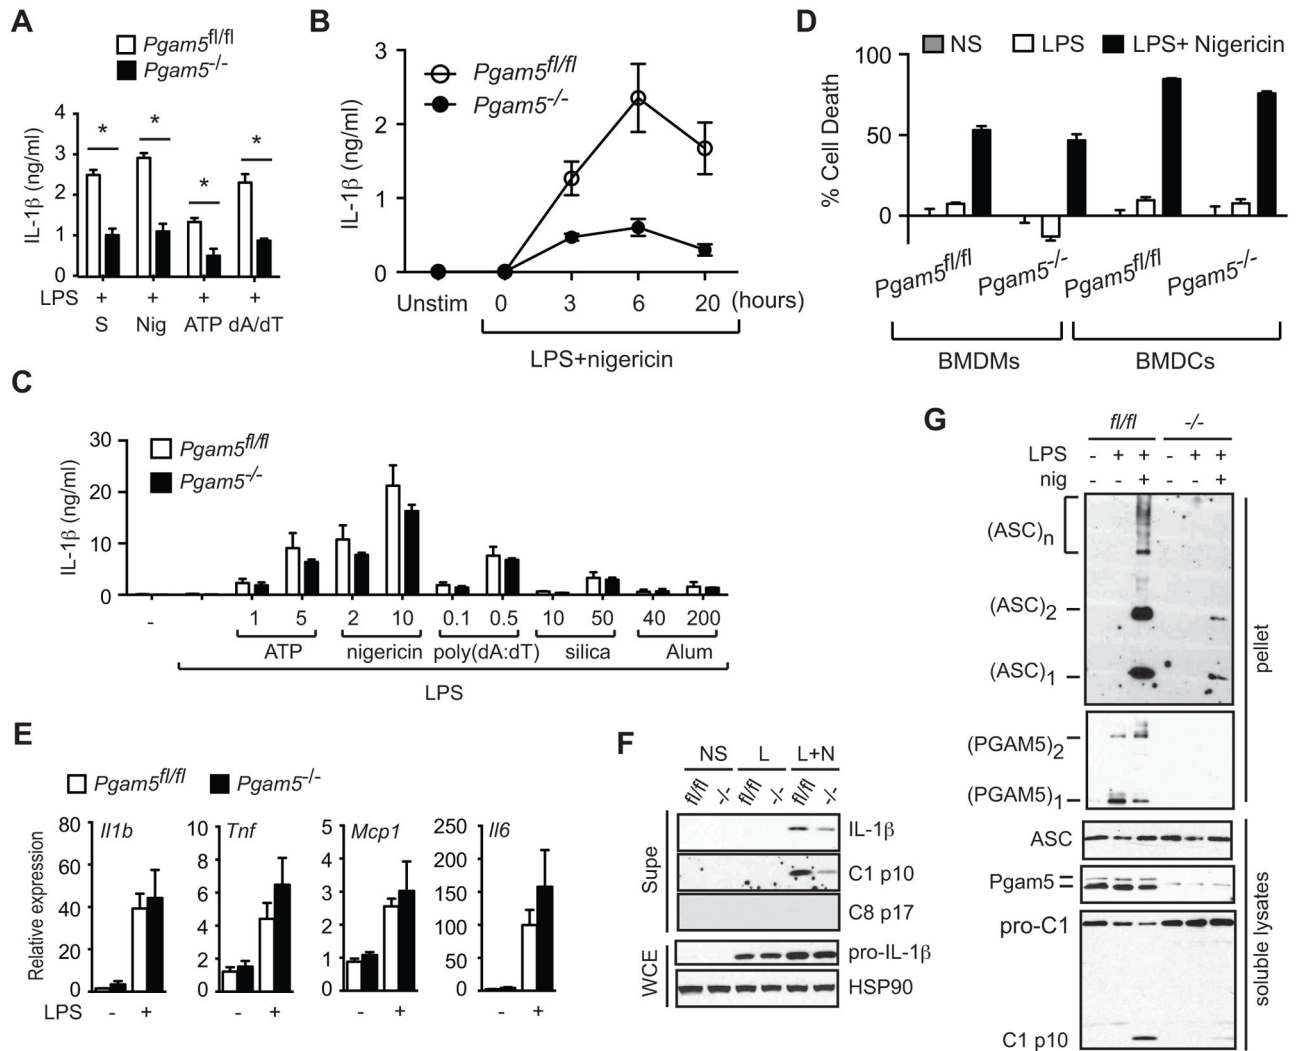 A
Pgam5fl/fl
Pgam5-/-
IL-1β (ng/ml)
4
3
2
1
0
* * * *
LPS + + + +
S Nig ATP dA/dT
B
IL-1β (ng/ml)
3
2
1
0
Pgam5fl/fl
Pgam5-/-
Unstim 0 3 6 20 (hours)
LPS+nigericin
D
NS LPS LPS+ Nigericin
% Cell Death
100
50
0
Pgam5fl/fl Pgam5-/- Pgam5fl/fl Pgam5-/-
BMDMs BMDCs
C
Pgam5fl/fl
Pgam5-/-
IL-1β (ng/ml)
30
20
10
0
- 1 5 2 10 0.1 0.5 10 50 40 200
ATP nigericin poly(dA:dT) silica Alum
LPS
E
Pgam5fl/fl Pgam5-/-
Relative expression
Il1b
80
60
40
20
0
Tnf
10
8
6
4
2
0
Mcp1
5
4
3
2
1
0
Il6
250
200
150
100
50
0
LPS - + - + - + - +
F
NS L L+N
fl/fl -/- fl/fl -/- fl/fl -/-
Supe
IL-1β
C1 p10
C8 p17
WCE
pro-IL-1β
HSP90
G
fl/fl -/-
LPS - + + - + +
nig - - + - - +
(ASC)n
(ASC)2
(ASC)1
(PGAM5)2
(PGAM5)1
pellet
ASC
Pgam5
pro-C1
C1 p10
soluble lysates